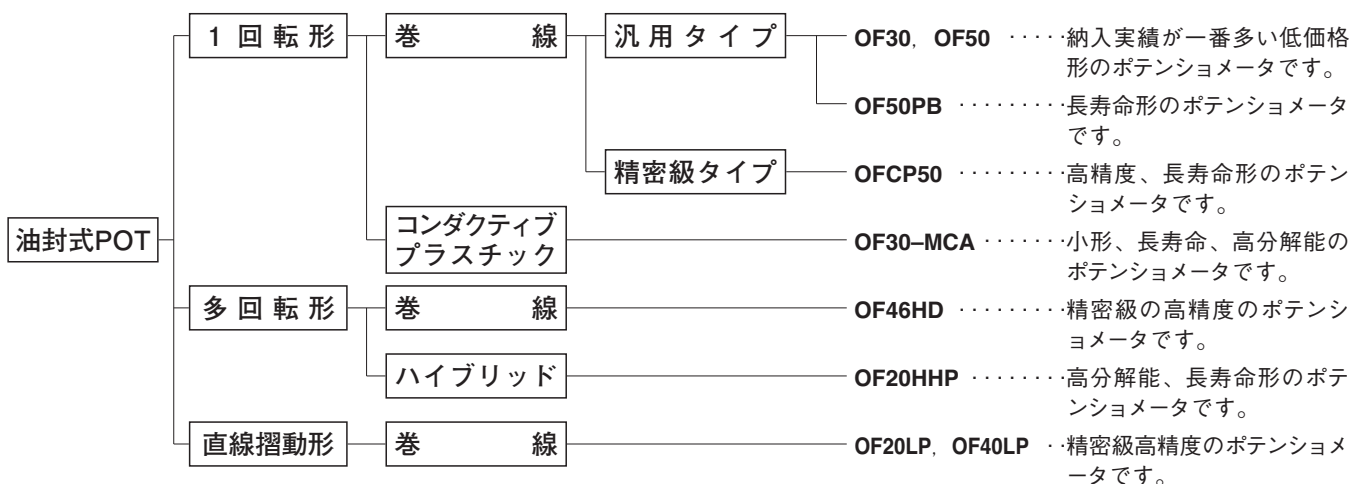 1回転形
巻線
汎用タイプ
OF30，OF50 ·····納入実績が一番多い低価格
形のポテンショメータです。
OF50PB ·········長寿命形のポテンショメータ
です。
精密級タイプ
OFCP50 ·········高精度、長寿命形のポテン
ショメータです。
油封式POT
コンダクティブ
プラスチック
OF30–MCA ·······小形、長寿命、高分解能の
ポテンショメータです。
多回転形
巻線
OF46HD ·········精密級の高精度のポテンシ
ョメータです。
ハイブリッド
OF20HHP ········高分解能、長寿命形のポテ
ンショメータです。
直線摺動形
巻線
OF20LP，OF40LP ··精密級高精度のポテンショメ
ータです。